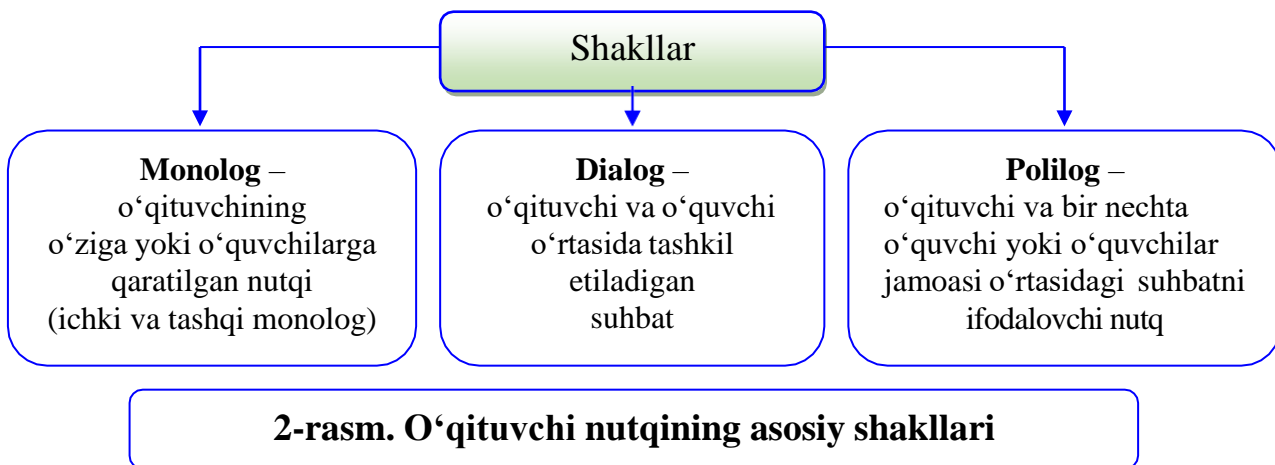 Shakllar
Monolog –
o‘qituvchining
o‘ziga yoki o‘quvchilarga
qaratilgan nutqi
(ichki va tashqi monolog)
Dialog –
o‘qituvchi va o‘quvchi
o‘rtasida tashkil
etiladigan
suhbat
Polilog –
o‘qituvchi va bir nechta
o‘quvchi yoki o‘quvchilar
jamoasi o‘rtasidagi suhbatni
ifodalovchi nutq
2-rasm. O‘qituvchi nutqining asosiy shakllari